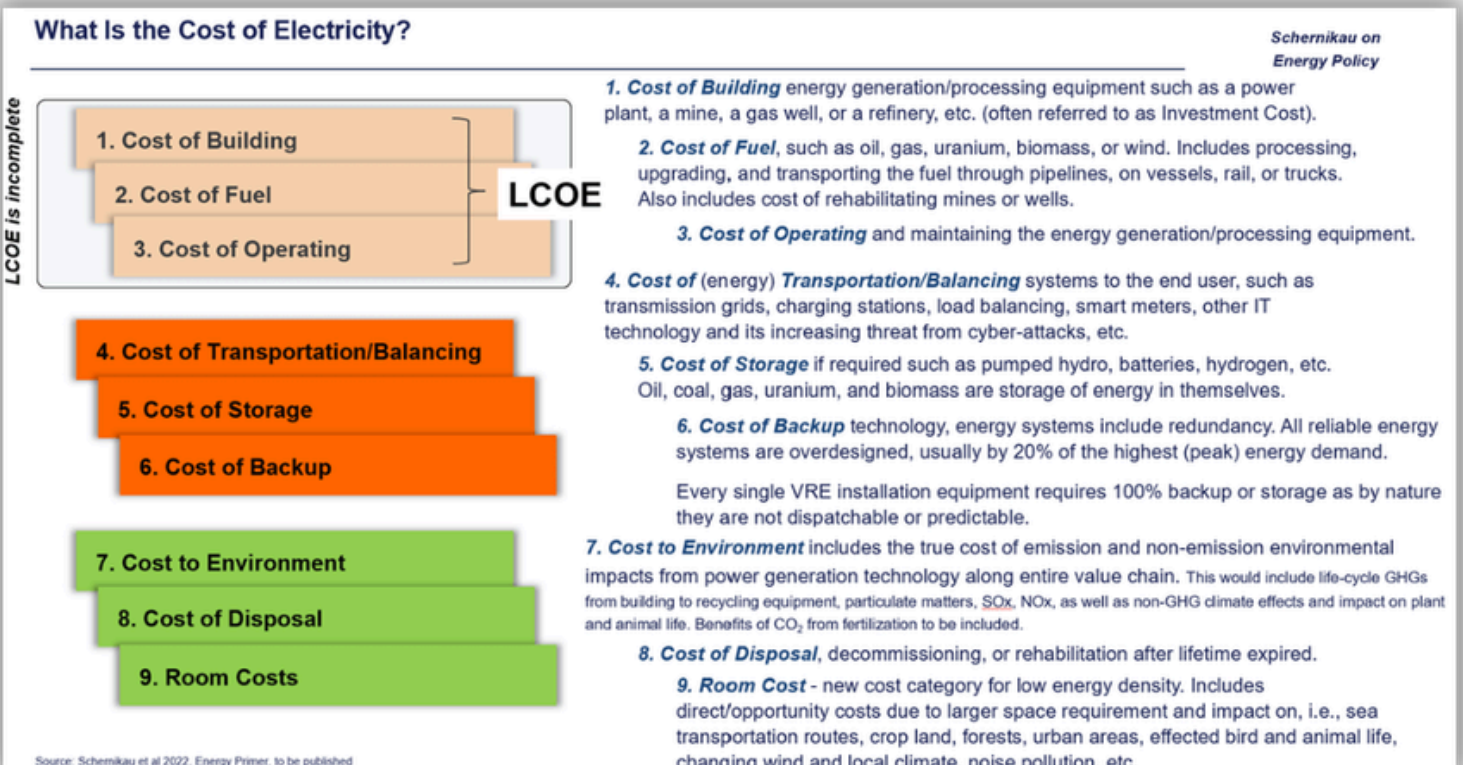 What Is the Cost of Electricity?
Schernikau on
Energy Policy
LCOE is incomplete
1. Cost of Building
2. Cost of Fuel
3. Cost of Operating
LCOE
4. Cost of Transportation/Balancing
5. Cost of Storage
6. Cost of Backup
7. Cost to Environment
8. Cost of Disposal
9. Room Costs
1. Cost of Building energy generation/processing equipment such as a power
plant, a mine, a gas well, or a refinery, etc. (often referred to as Investment Cost).
2. Cost of Fuel, such as oil, gas, uranium, biomass, or wind. Includes processing,
upgrading, and transporting the fuel through pipelines, on vessels, rail, or trucks.
Also includes cost of rehabilitating mines or wells.
3. Cost of Operating and maintaining the energy generation/processing equipment.
4. Cost of (energy) Transportation/Balancing systems to the end user, such as
transmission grids, charging stations, load balancing, smart meters, other IT
technology and its increasing threat from cyber-attacks, etc.
5. Cost of Storage if required such as pumped hydro, batteries, hydrogen, etc.
Oil, coal, gas, uranium, and biomass are storage of energy in themselves.
6. Cost of Backup technology, energy systems include redundancy. All reliable energy
systems are overdesigned, usually by 20% of the highest (peak) energy demand.
Every single VRE installation equipment requires 100% backup or storage as by nature
they are not dispatchable or predictable.
7. Cost to Environment includes the true cost of emission and non-emission environmental
impacts from power generation technology along entire value chain. This would include life-cycle GHGs
from building to recycling equipment, particulate matters, SOx, NOx, as well as non-GHG climate effects and impact on plant
and animal life. Benefits of CO₂ from fertilization to be included.
8. Cost of Disposal, decommissioning, or rehabilitation after lifetime expired.
9. Room Cost - new cost category for low energy density. Includes
direct/opportunity costs due to larger space requirement and impact on, i.e., sea
transportation routes, crop land, forests, urban areas, effected bird and animal life,
changing wind and local climate, noise pollution, etc
Source: Schernikau et al 2022, Energy Primer, to be published